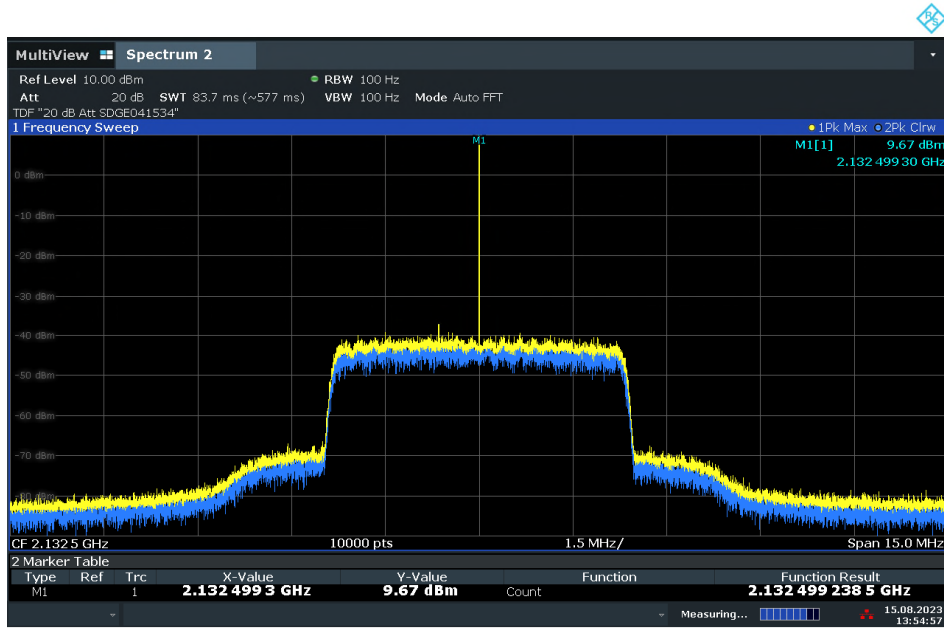 R&S
MultiView Spectrum 2
Ref Level 10.00 dBm RBW 100 Hz
Att 20 dB SWT 83.7 ms (~577 ms) VBW 100 Hz Mode Auto FFT
TDF "20 dB Att SDGE041534"
1 Frequency Sweep 1Pk Max 2Pk Clrw
M1
M1[1] 9.67 dBm
2.132 499 30 GHz
0 dBm
-10 dBm
-20 dBm
-30 dBm
-40 dBm
-50 dBm
-60 dBm
-70 dBm
CF 2.132 5 GHz 10000 pts 1.5 MHz/ Span 15.0 MHz
2 Marker Table
Type Ref Trc X-Value Y-Value Function Function Result
M1 1 2.132 499 3 GHz 9.67 dBm Count 2.132 499 238 5 GHz
Measuring... 15.08.2023
13:54:57